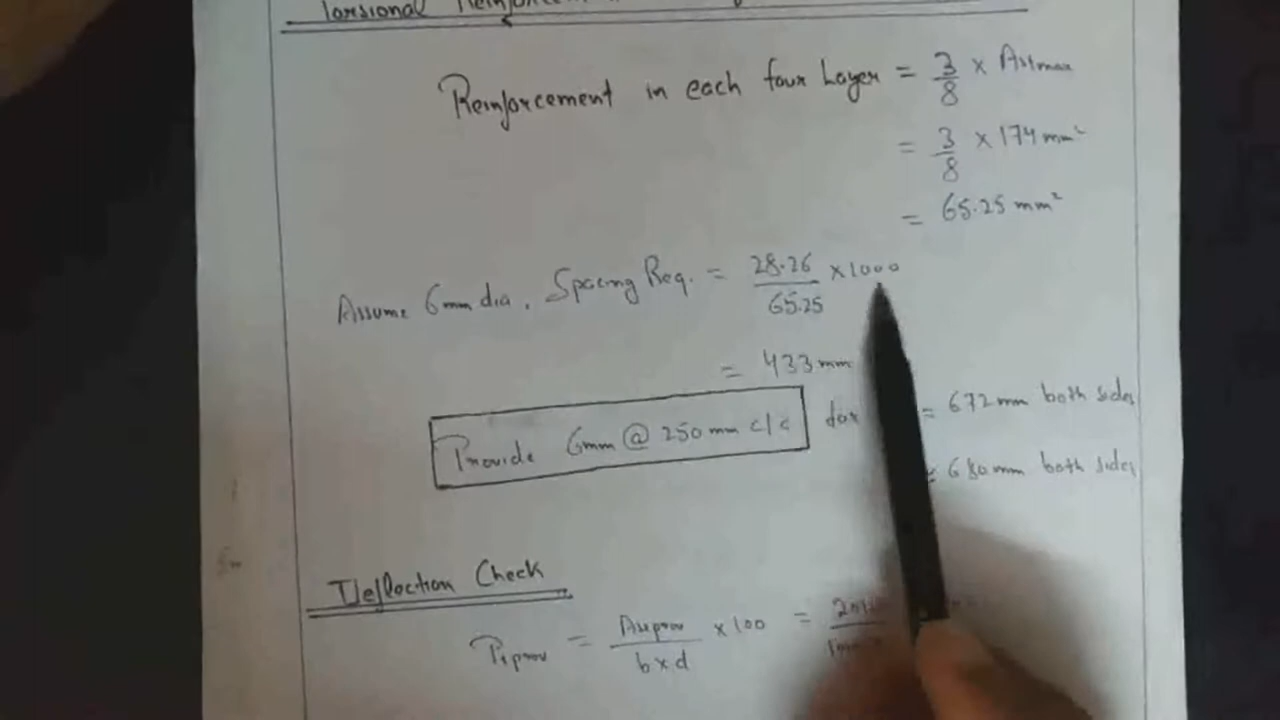 Torsional
Reinforcement in each four Layer = 3/8 × Astmax
= 3/8 × 174 mm²
= 65.25 mm²
Assume 6mm dia, Spacing Req. = 28.26/65.25 × 1000
= 433 mm
Provide 6mm @ 250 mm c/c for = 672 mm both sides
= 680 mm both sides
Deflection Check
Ptprov = Astprov/b×d × 100 =